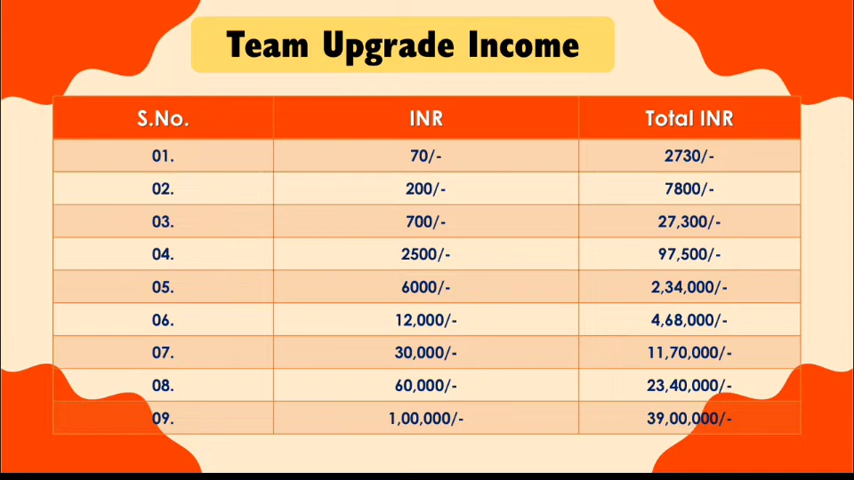 Team Upgrade Income
S.No. INR Total INR
01. 70/- 2730/-
02. 200/- 7800/-
03. 700/- 27,300/-
04. 2500/- 97,500/-
05. 6000/- 2,34,000/-
06. 12,000/- 4,68,000/-
07. 30,000/- 11,70,000/-
08. 60,000/- 23,40,000/-
09. 1,00,000/- 39,00,000/-